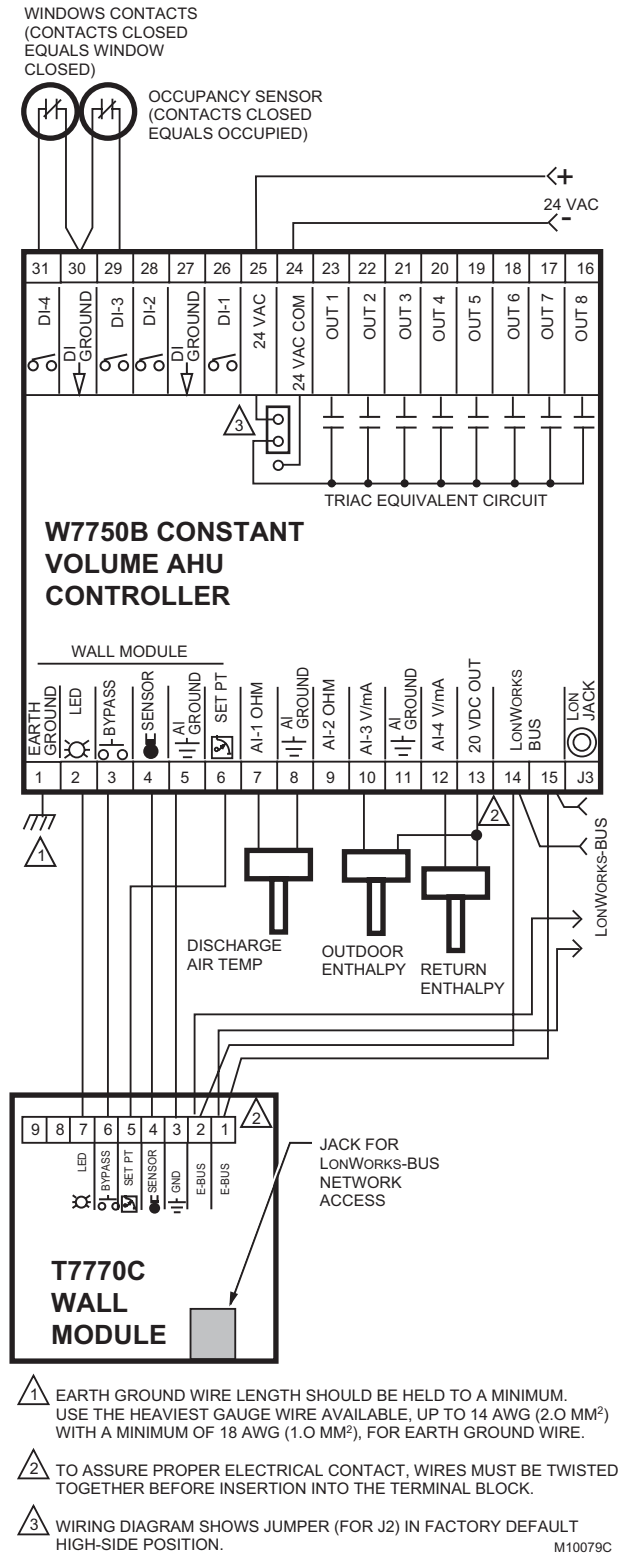 WINDOWS CONTACTS
(CONTACTS CLOSED
EQUALS WINDOW
CLOSED)
OCCUPANCY SENSOR
(CONTACTS CLOSED
EQUALS OCCUPIED)
+
24 VAC
-
31 30 29 28 27 26 25 24 23 22 21 20 19 18 17 16
DI-4
DI
GROUND
DI-3
DI-2
DI
GROUND
DI-1
24 VAC
24 VAC COM
OUT 1
OUT 2
OUT 3
OUT 4
OUT 5
OUT 6
OUT 7
OUT 8
3
TRIAC EQUIVALENT CIRCUIT
W7750B CONSTANT
VOLUME AHU
CONTROLLER
WALL MODULE
EARTH
GROUND
LED
BYPASS
SENSOR
AI
GROUND
SET PT
AI-1 OHM
AI
GROUND
AI-2 OHM
AI-3 V/mA
AI
GROUND
AI-4 V/mA
20 VDC OUT
LONWORKS
BUS
LON
JACK
1 2 3 4 5 6 7 8 9 10 11 12 13 14 15 J3
1
2
LONWORKS-BUS
DISCHARGE
AIR TEMP
OUTDOOR
ENTHALPY
RETURN
ENTHALPY
9 8 7 6 5 4 3 2 1
2
LED
BYPASS
SET PT
SENSOR
GND
E-BUS
E-BUS
JACK FOR
LONWORKS-BUS
NETWORK
ACCESS
T7770C
WALL
MODULE
1 EARTH GROUND WIRE LENGTH SHOULD BE HELD TO A MINIMUM.
USE THE HEAVIEST GAUGE WIRE AVAILABLE, UP TO 14 AWG (2.O MM²)
WITH A MINIMUM OF 18 AWG (1.O MM²), FOR EARTH GROUND WIRE.
2 TO ASSURE PROPER ELECTRICAL CONTACT, WIRES MUST BE TWISTED
TOGETHER BEFORE INSERTION INTO THE TERMINAL BLOCK.
3 WIRING DIAGRAM SHOWS JUMPER (FOR J2) IN FACTORY DEFAULT
HIGH-SIDE POSITION.
M10079C